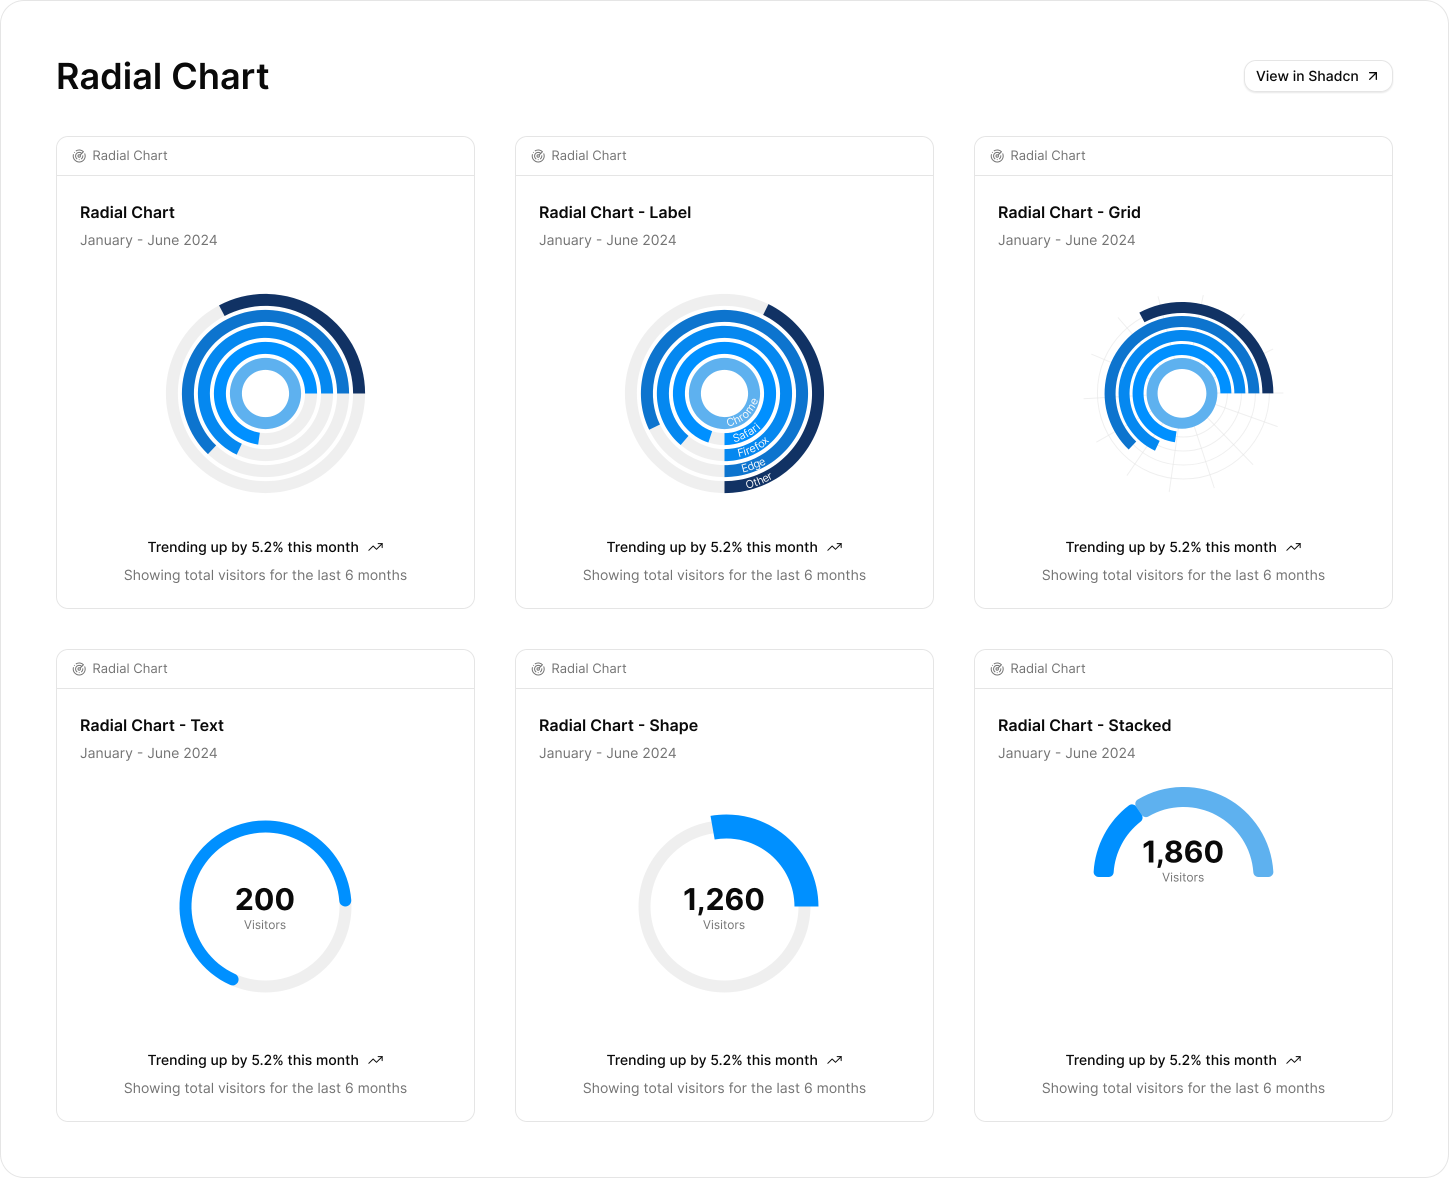 Radial Chart
View in Shadcn
Radial Chart
Radial Chart
January - June 2024
Trending up by 5.2% this month
Showing total visitors for the last 6 months
Radial Chart
Radial Chart - Label
January - June 2024
Chrome
Safari
Firefox
Edge
Other
Trending up by 5.2% this month
Showing total visitors for the last 6 months
Radial Chart
Radial Chart - Grid
January - June 2024
Trending up by 5.2% this month
Showing total visitors for the last 6 months
Radial Chart
Radial Chart - Text
January - June 2024
200
Visitors
Trending up by 5.2% this month
Showing total visitors for the last 6 months
Radial Chart
Radial Chart - Shape
January - June 2024
1,260
Visitors
Trending up by 5.2% this month
Showing total visitors for the last 6 months
Radial Chart
Radial Chart - Stacked
January - June 2024
1,860
Visitors
Trending up by 5.2% this month
Showing total visitors for the last 6 months